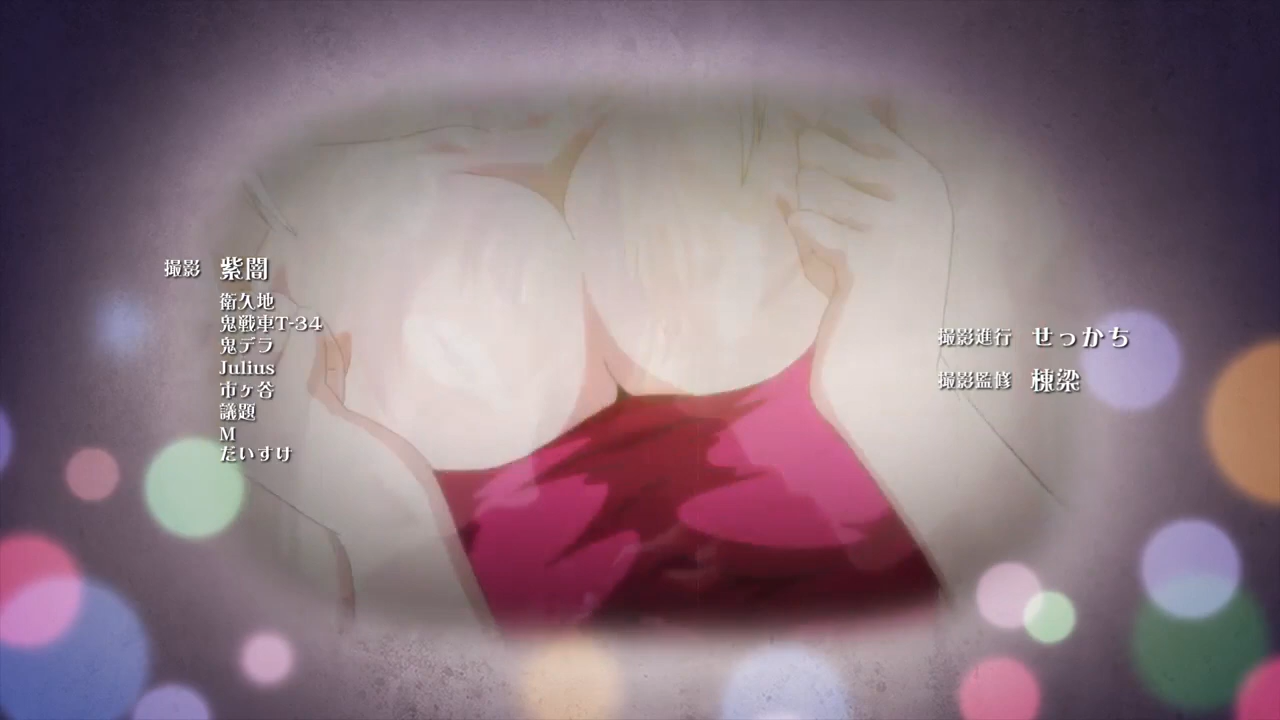 撮影 紫闇
衛久地
鬼戦車T-34
鬼デラ
Julius
市ヶ谷
議題
M
だいすけ
撮影進行 せっかち
撮影監修 棟梁